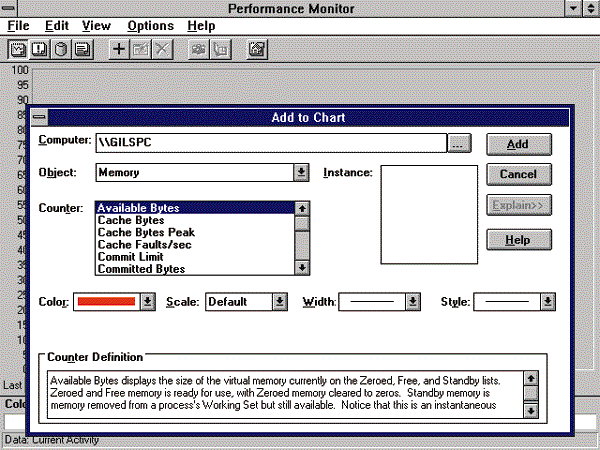 Performance Monitor
File Edit View Options Help
100
95
90
85
80
75
70
65
60
55
50
45
40
35
30
25
20
15
10
5
0
Add to Chart
Computer: \\GILSPC ... Add
Object: Memory Instance: Cancel
Counter: Available Bytes Explain>>
Cache Bytes
Cache Bytes Peak Help
Cache Faults/sec
Commit Limit
Committed Bytes
Color: Scale: Default Width: Style:
Counter Definition
Available Bytes displays the size of the virtual memory currently on the Zeroed, Free, and Standby lists.
Zeroed and Free memory is ready for use, with Zeroed memory cleared to zeros. Standby memory is
memory removed from a process's Working Set but still available. Notice that this is an instantaneous
Last
Colo
Data: Current Activity